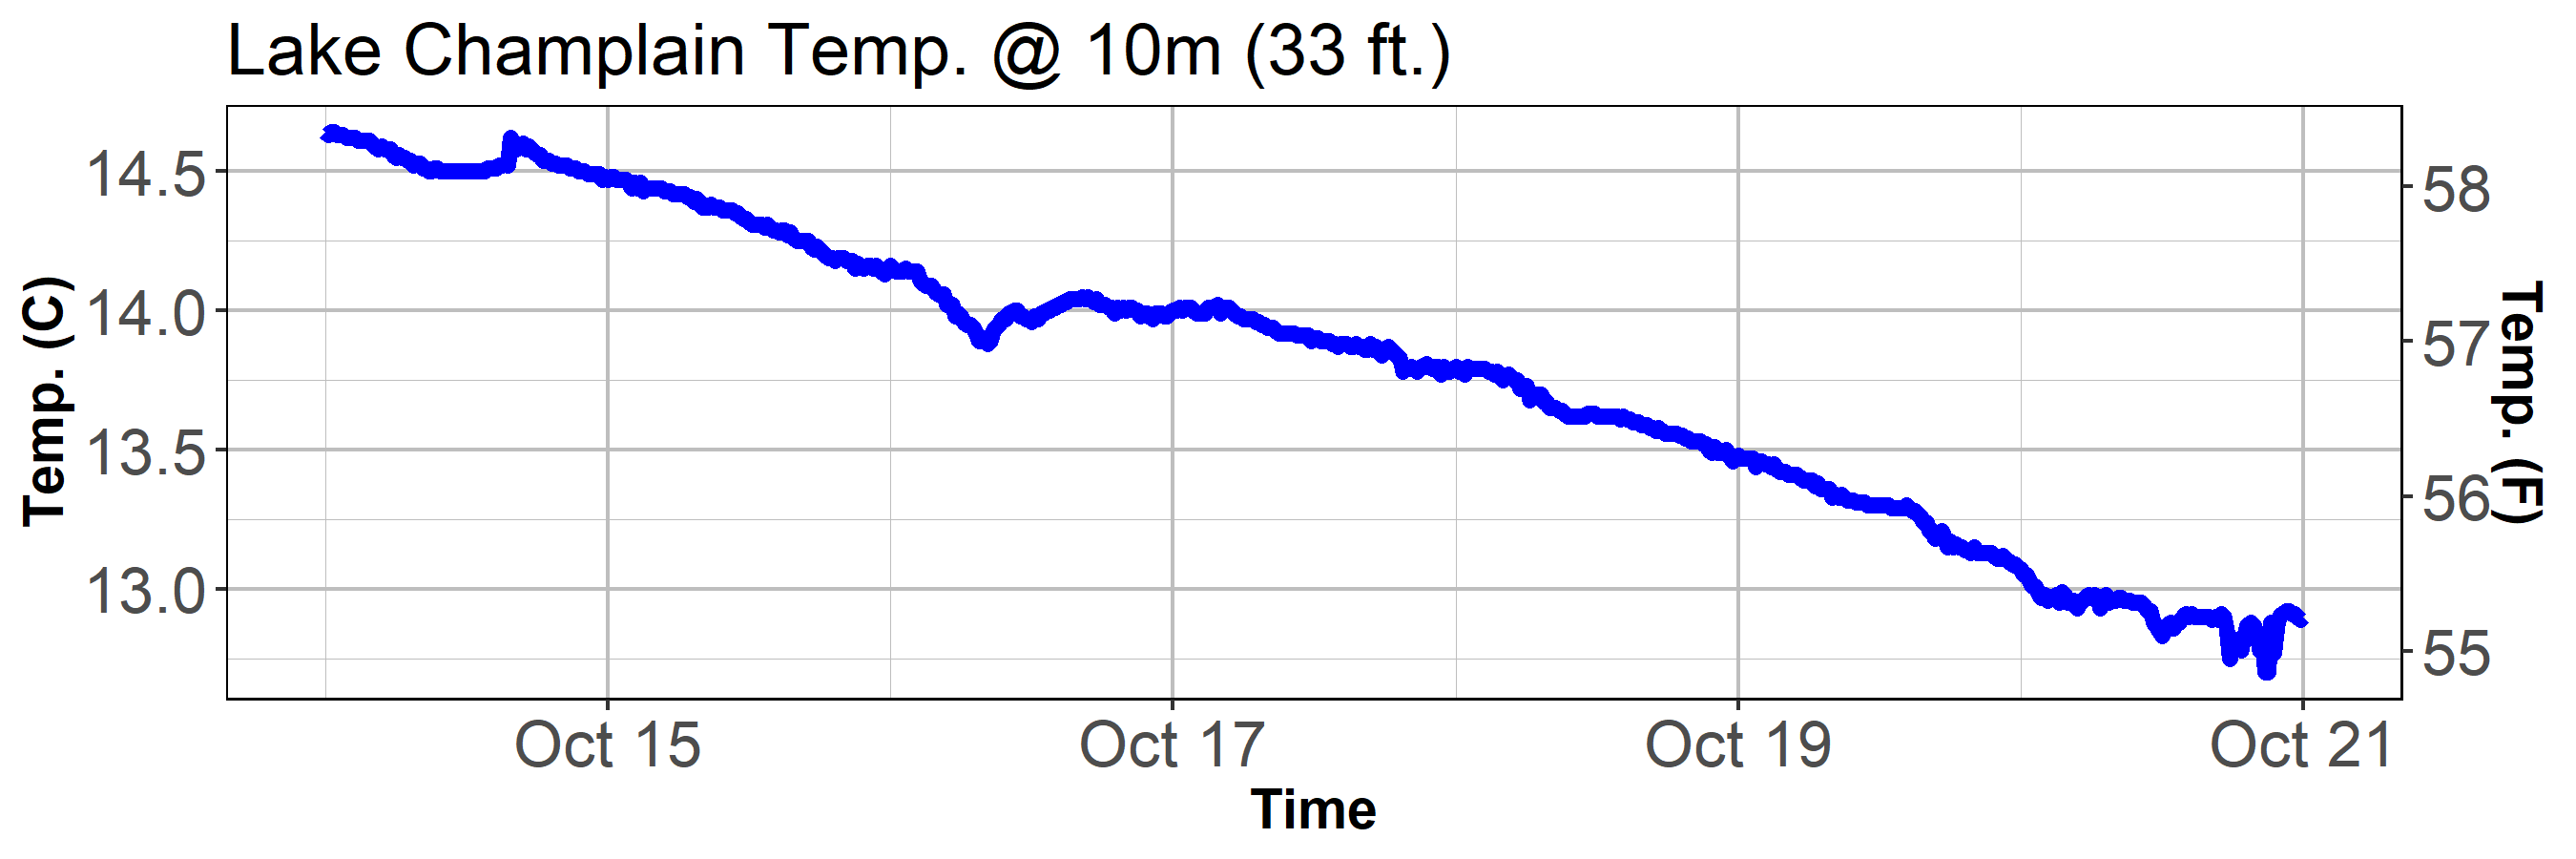 Lake Champlain Temp. @ 10m (33 ft.)
Temp. (C)
14.5
14.0
13.5
13.0
58
57
56
55
Temp. (F)
Oct 15 Oct 17 Oct 19 Oct 21
Time